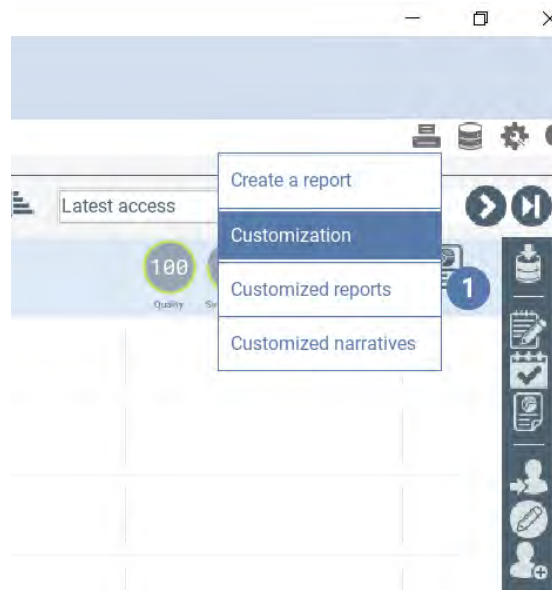 Create a report
Latest access
Customization
100
Quality
Customized reports
1
Customized narratives